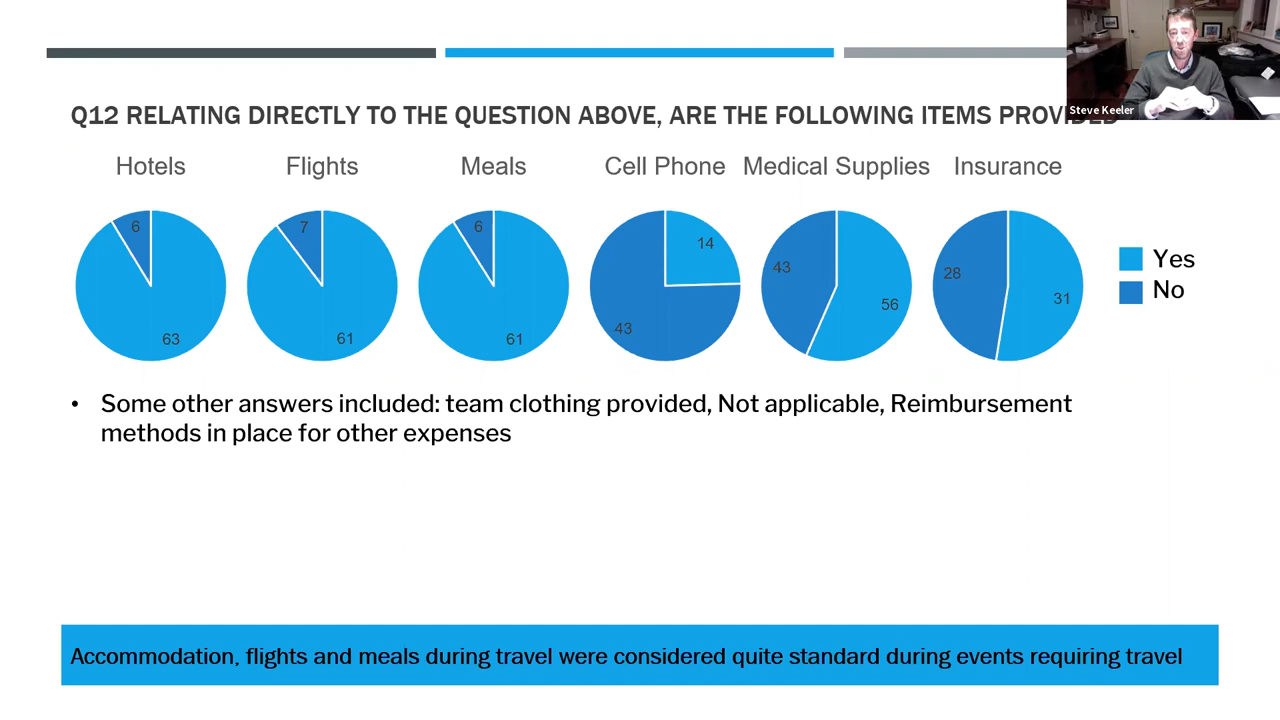 Steve Keeler
Q12 RELATING DIRECTLY TO THE QUESTION ABOVE, ARE THE FOLLOWING ITEMS PROVIDED
Hotels Flights Meals Cell Phone Medical Supplies Insurance
6 7 6 14 43 28
63 61 61 43 56 31
Yes
No
• Some other answers included: team clothing provided, Not applicable, Reimbursement
methods in place for other expenses
Accommodation, flights and meals during travel were considered quite standard during events requiring travel